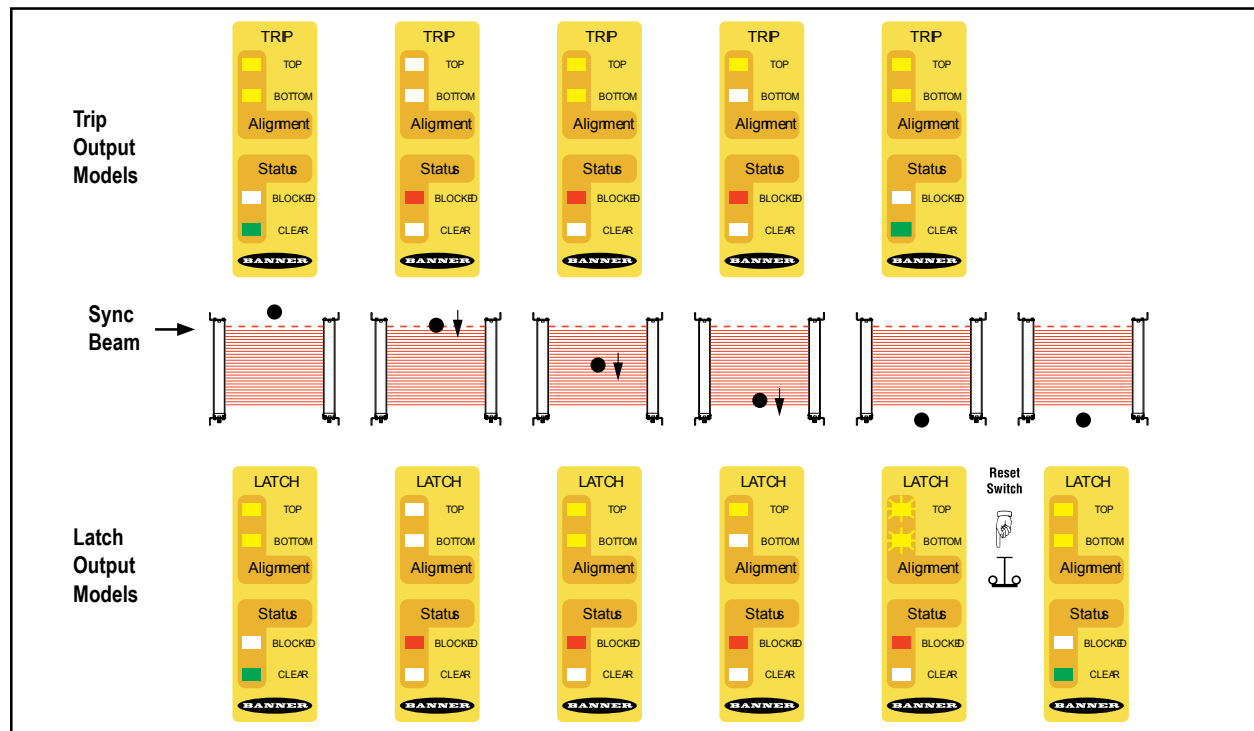 TRIP
TOP
BOTTOM
Alignment
Status
BLOCKED
CLEAR
BANNER
TRIP
TOP
BOTTOM
Alignment
Status
BLOCKED
CLEAR
BANNER
TRIP
TOP
BOTTOM
Alignment
Status
BLOCKED
CLEAR
BANNER
TRIP
TOP
BOTTOM
Alignment
Status
BLOCKED
CLEAR
BANNER
TRIP
TOP
BOTTOM
Alignment
Status
BLOCKED
CLEAR
BANNER
Trip
Output
Models
Sync
Beam
Latch
Output
Models
LATCH
TOP
BOTTOM
Alignment
Status
BLOCKED
CLEAR
BANNER
LATCH
TOP
BOTTOM
Alignment
Status
BLOCKED
CLEAR
BANNER
LATCH
TOP
BOTTOM
Alignment
Status
BLOCKED
CLEAR
BANNER
LATCH
TOP
BOTTOM
Alignment
Status
BLOCKED
CLEAR
BANNER
LATCH
TOP
BOTTOM
Alignment
Status
BLOCKED
CLEAR
BANNER
Reset
Switch
LATCH
TOP
BOTTOM
Alignment
Status
BLOCKED
CLEAR
BANNER